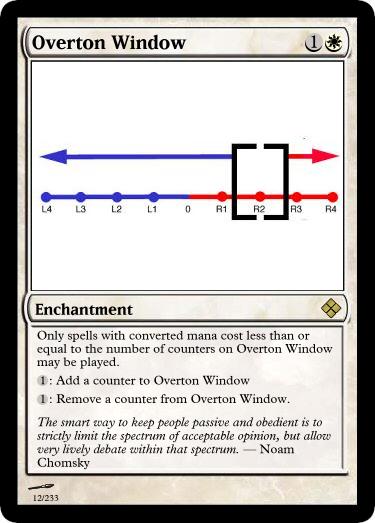 Overton Window 1
L4 L3 L2 L1 0 R1 R2 R3 R4
Enchantment
Only spells with converted mana cost less than or
equal to the number of counters on Overton Window
may be played.
1: Add a counter to Overton Window
1: Remove a counter from Overton Window.
The smart way to keep people passive and obedient is to
strictly limit the spectrum of acceptable opinion, but allow
very lively debate within that spectrum. — Noam
Chomsky
12/233